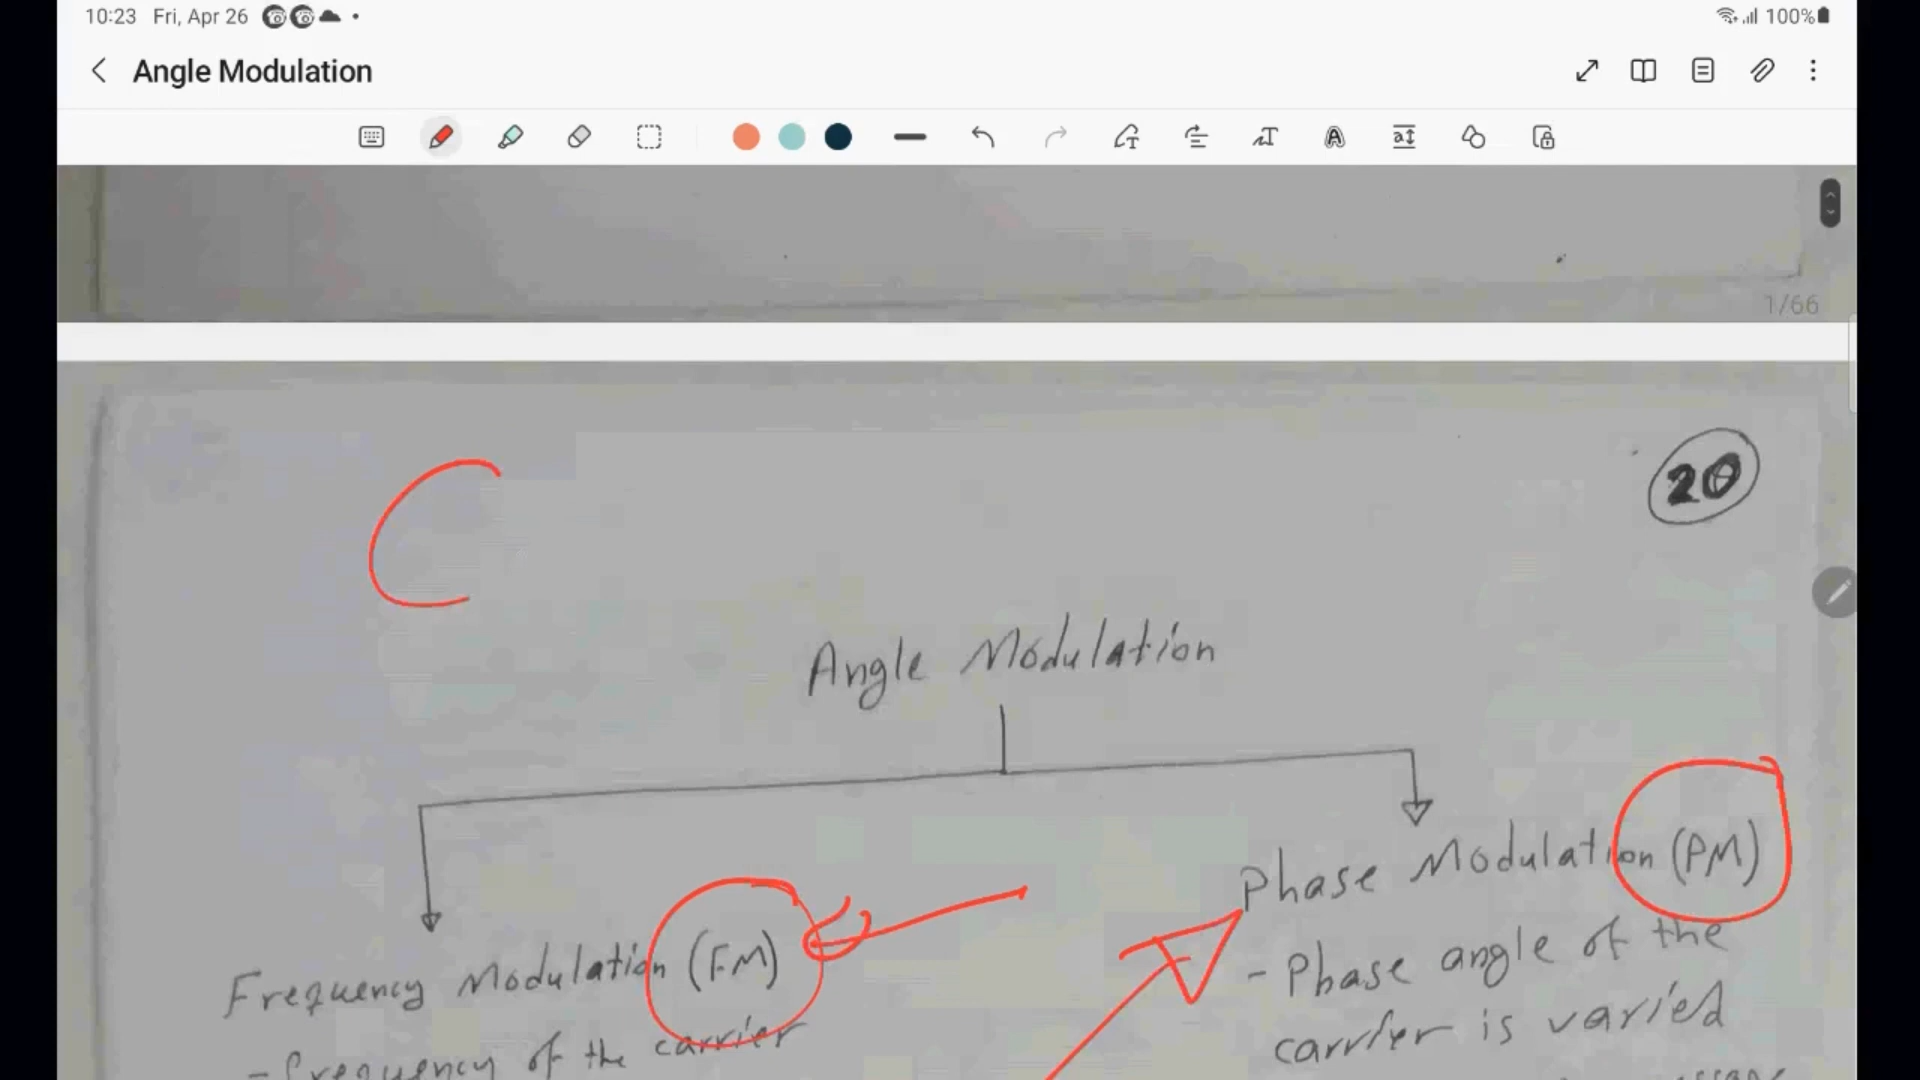 10:23 Fri, Apr 26
100%
Angle Modulation
1/66
20
Angle Modulation
Phase Modulation (PM)
- Phase angle of the
carrier is varied
Frequency Modulation (FM)
- frequency of the carrier